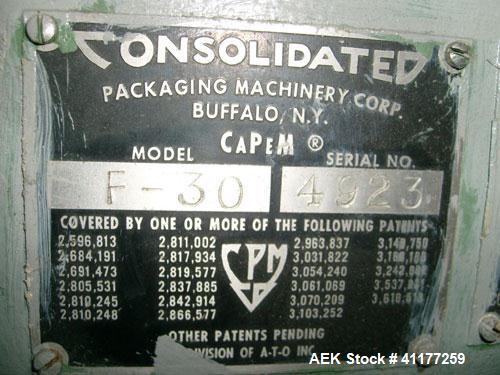 CONSOLIDATED
PACKAGING MACHINERY CORP.
BUFFALO, N.Y.
CAPEM ®
MODEL SERIAL NO.
F-30 4923
COVERED BY ONE OR MORE OF THE FOLLOWING PATENTS
2,596,813 2,811,002 2,963,837
2,684,191 2,817,934 3,031,822
2,691,473 2,819,577 3,054,240
2,805,531 2,837,885 3,061,069
2,810,245 2,842,914 3,070,209
2,810,248 2,866,577 3,103,252
CPM
CO
OTHER PATENTS PENDING
DIVISION OF A-T-O INC
AEK Stock # 41177259